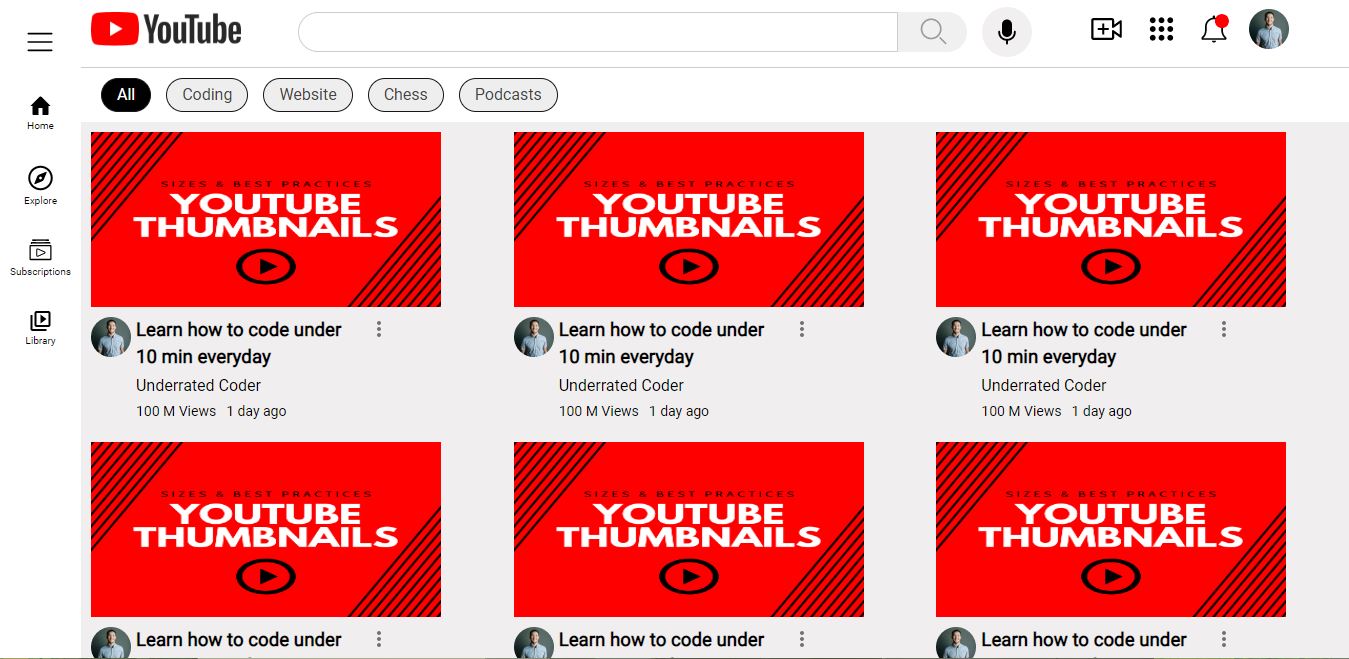 YouTube
All
Coding
Website
Chess
Podcasts
Home
Explore
Subscriptions
Library
SIZES & BEST PRACTICES
YOUTUBE
THUMBNAILS
SIZES & BEST PRACTICES
YOUTUBE
THUMBNAILS
SIZES & BEST PRACTICES
YOUTUBE
THUMBNAILS
Learn how to code under
10 min everyday
Underrated Coder
100 M Views 1 day ago
Learn how to code under
10 min everyday
Underrated Coder
100 M Views 1 day ago
Learn how to code under
10 min everyday
Underrated Coder
100 M Views 1 day ago
SIZES & BEST PRACTICES
YOUTUBE
THUMBNAILS
SIZES & BEST PRACTICES
YOUTUBE
THUMBNAILS
SIZES & BEST PRACTICES
YOUTUBE
THUMBNAILS
Learn how to code under
Learn how to code under
Learn how to code under